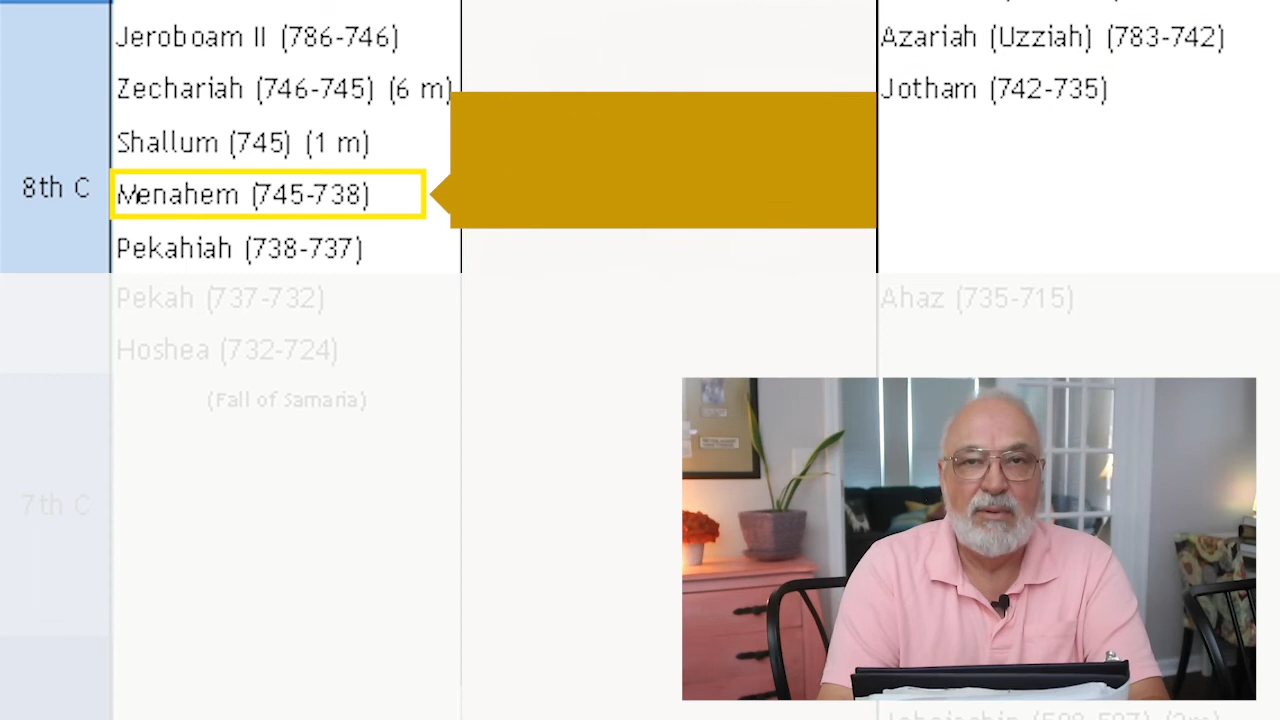 Jeroboam II (786-746)
Zechariah (746-745) (6 m)
Shallum (745) (1 m)
8th C
Menahem (745-738)
Pekahiah (738-737)
Pekah (737-732)
Hoshea (732-724)
(Fall of Samaria)
7th C
Azariah (Uzziah) (783-742)
Jotham (742-735)
Ahaz (735-715)